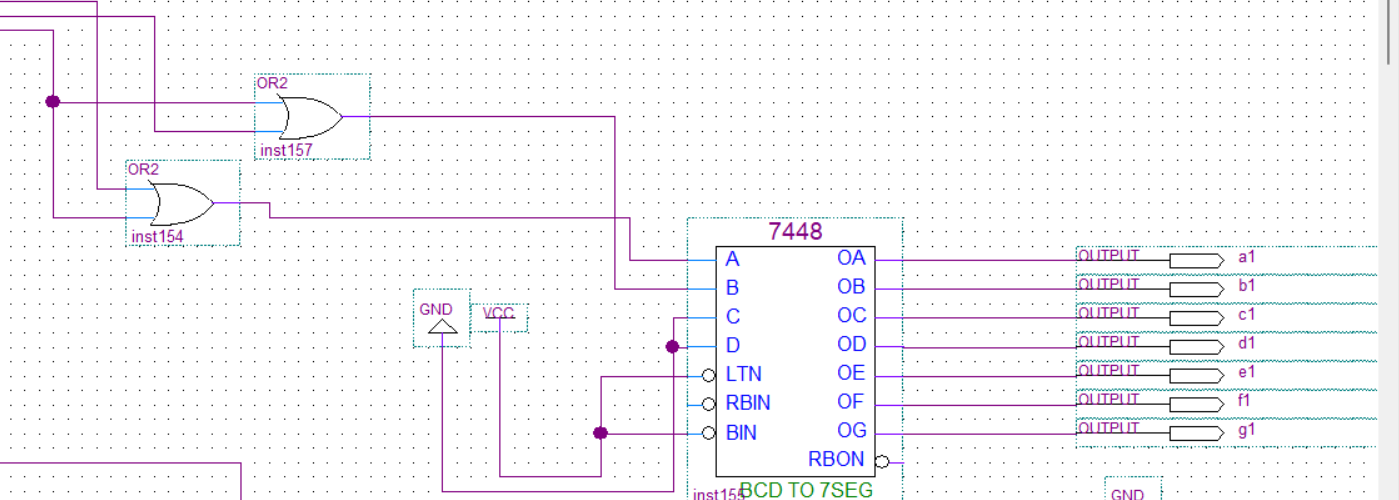 OR2
inst157
OR2
inst154
7448
A OA OUTPUT a1
B OB OUTPUT b1
GND VCC
C OC OUTPUT c1
D OD OUTPUT d1
LTN OE OUTPUT e1
RBIN OF OUTPUT f1
BIN OG OUTPUT g1
RBON
inst155 BCD TO 7SEG
GND